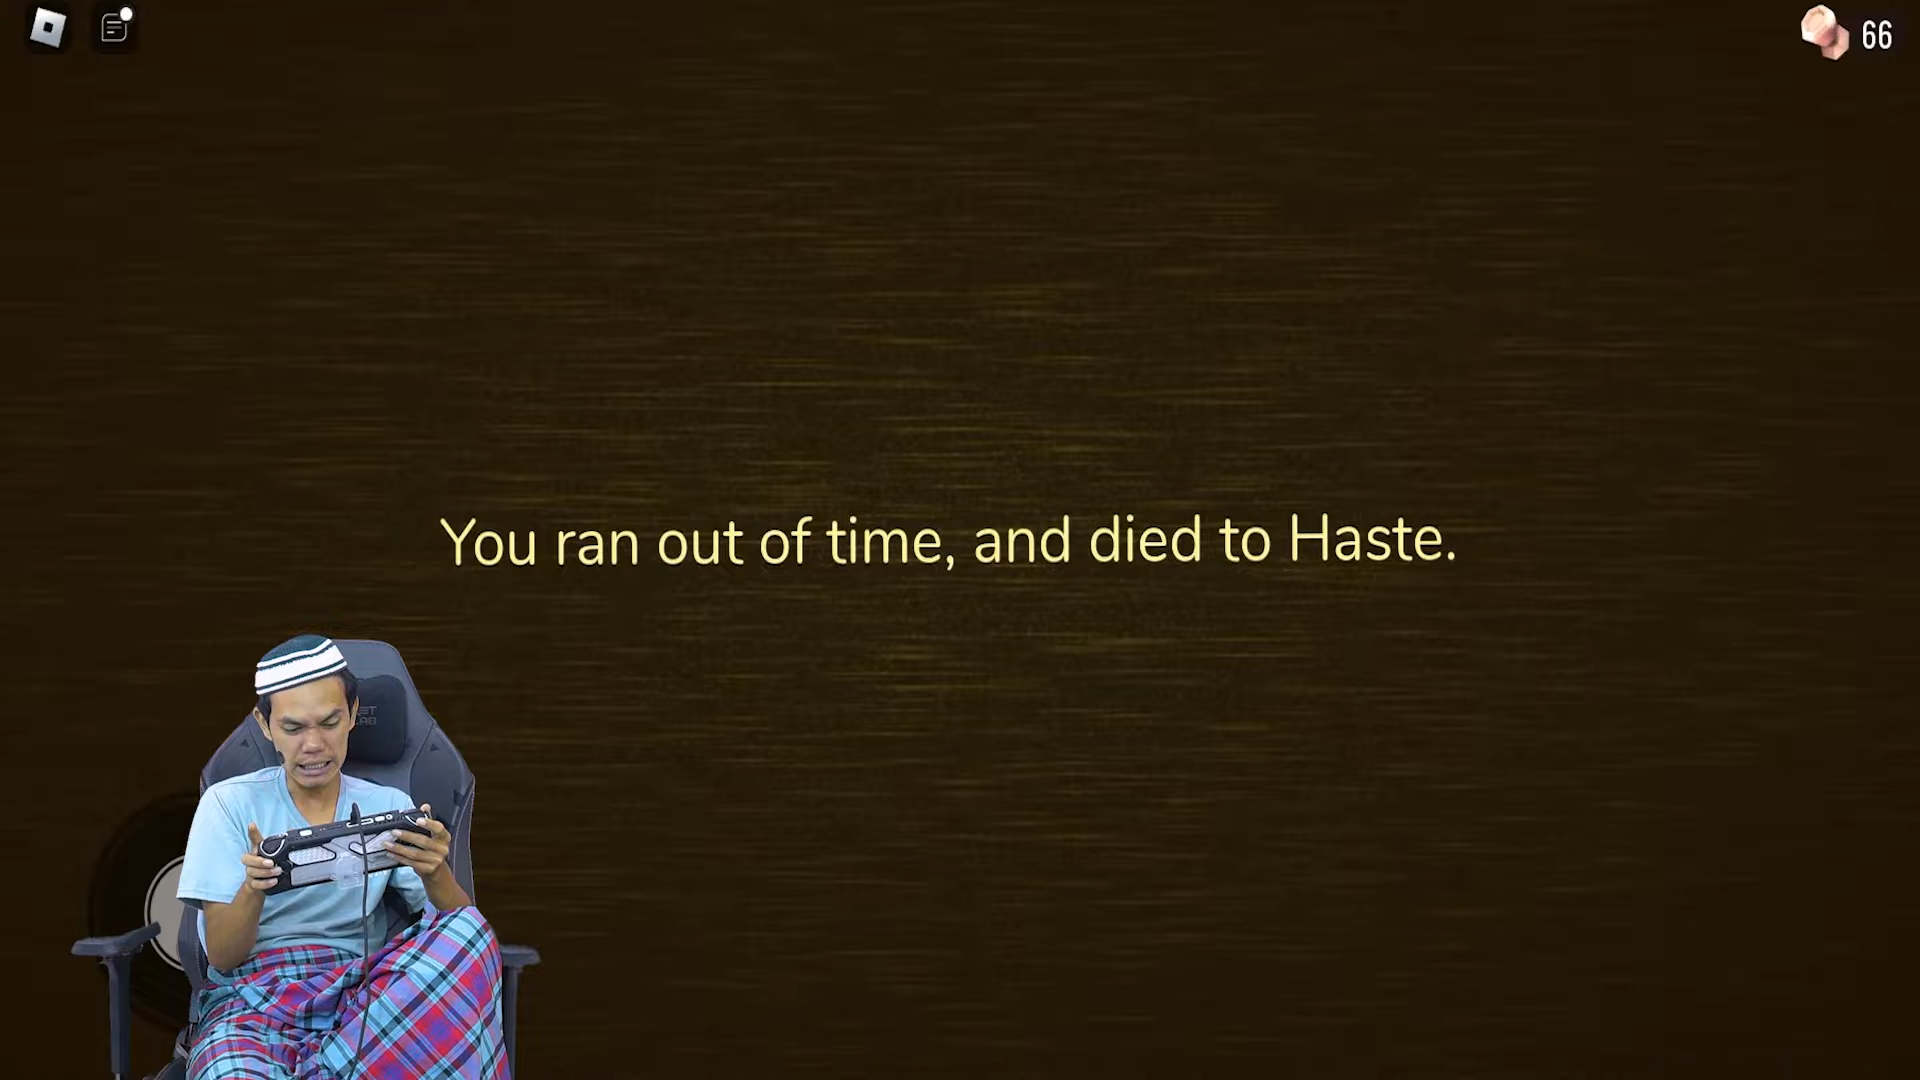 66
You ran out of time, and died to Haste.